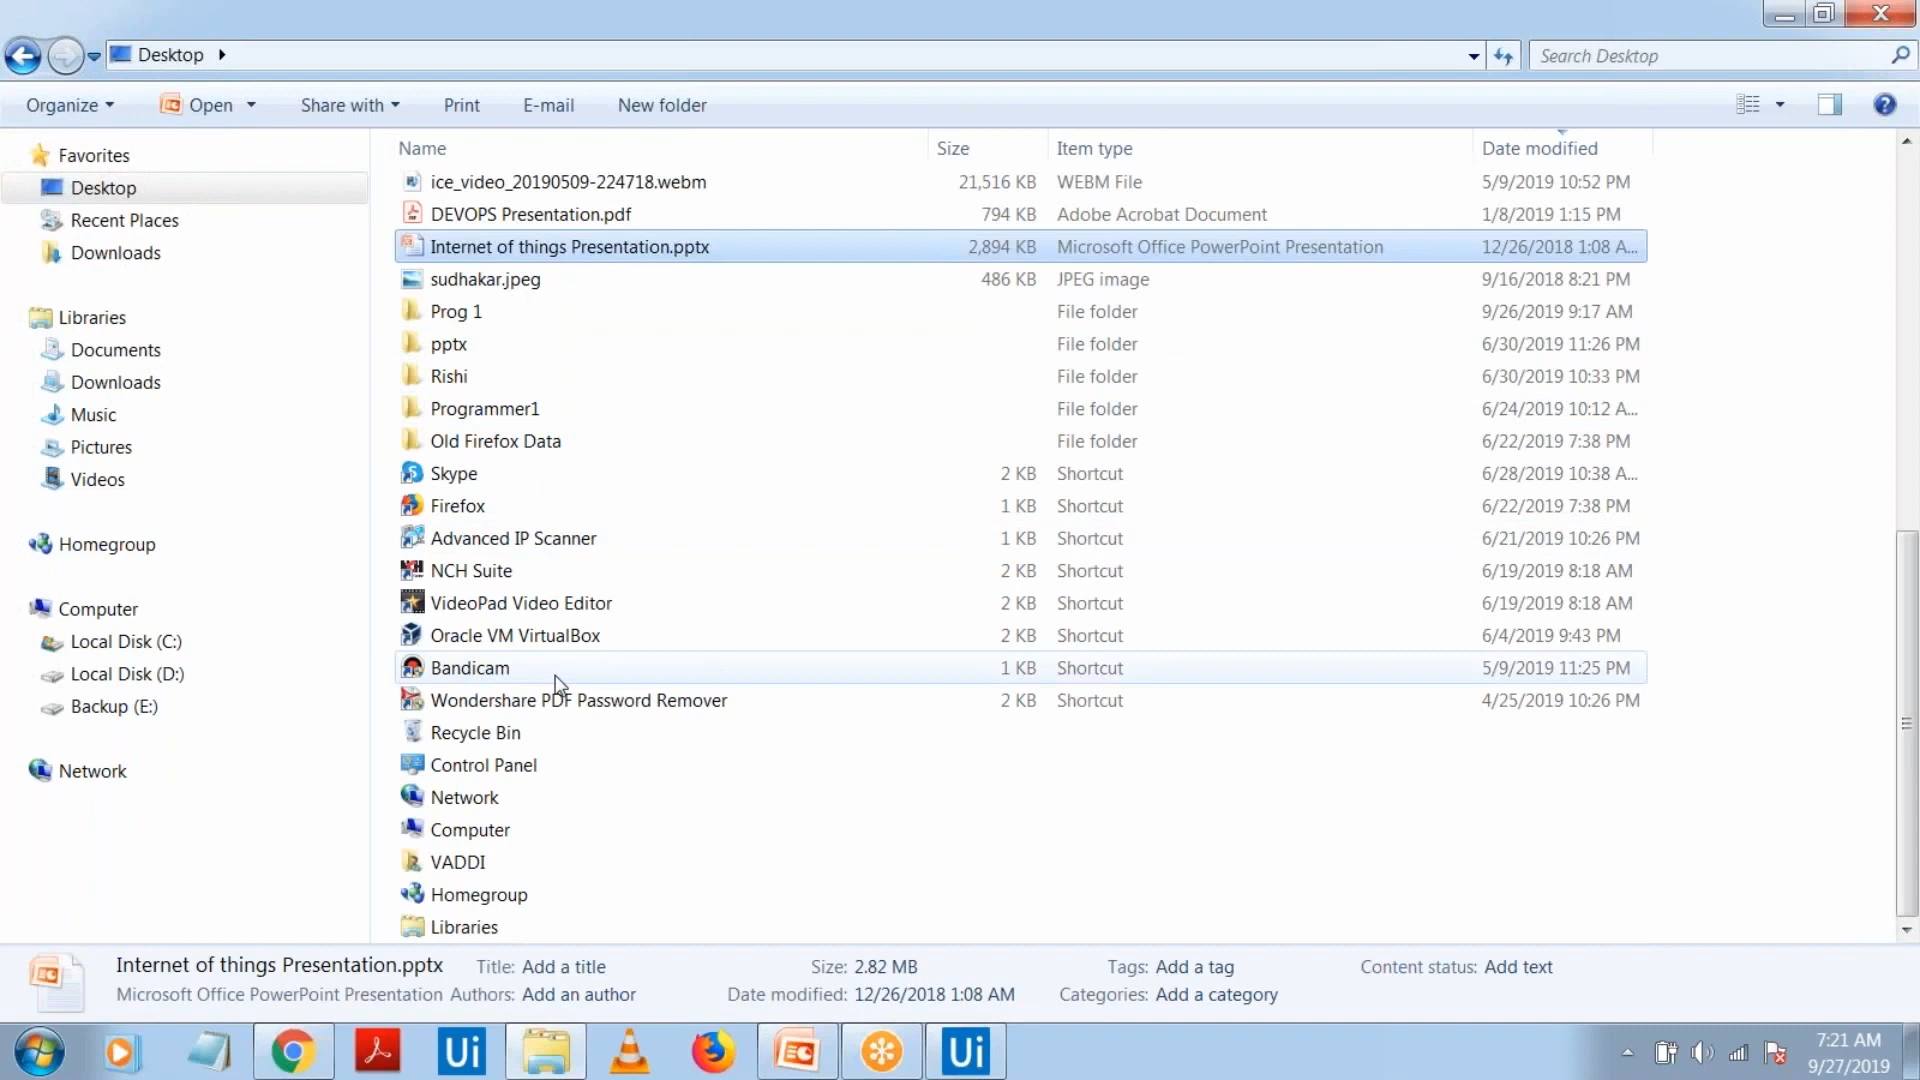 Desktop
Search Desktop
Organize Open Share with Print E-mail New folder
Name Size Item type Date modified
Favorites
Desktop
Recent Places
Downloads
Libraries
Documents
Downloads
Music
Pictures
Videos
Homegroup
Computer
Local Disk (C:)
Local Disk (D:)
Backup (E:)
Network
ice_video_20190509-224718.webm 21,516 KB WEBM File 5/9/2019 10:52 PM
DEVOPS Presentation.pdf 794 KB Adobe Acrobat Document 1/8/2019 1:15 PM
Internet of things Presentation.pptx 2,894 KB Microsoft Office PowerPoint Presentation 12/26/2018 1:08 A...
sudhakar.jpeg 486 KB JPEG image 9/16/2018 8:21 PM
Prog 1 File folder 9/26/2019 9:17 AM
pptx File folder 6/30/2019 11:26 PM
Rishi File folder 6/30/2019 10:33 PM
Programmer1 File folder 6/24/2019 10:12 A...
Old Firefox Data File folder 6/22/2019 7:38 PM
Skype 2 KB Shortcut 6/28/2019 10:38 A...
Firefox 1 KB Shortcut 6/22/2019 7:38 PM
Advanced IP Scanner 1 KB Shortcut 6/21/2019 10:26 PM
NCH Suite 2 KB Shortcut 6/19/2019 8:18 AM
VideoPad Video Editor 2 KB Shortcut 6/19/2019 8:18 AM
Oracle VM VirtualBox 2 KB Shortcut 6/4/2019 9:43 PM
Bandicam 1 KB Shortcut 5/9/2019 11:25 PM
Wondershare PDF Password Remover 2 KB Shortcut 4/25/2019 10:26 PM
Recycle Bin
Control Panel
Network
Computer
VADDI
Homegroup
Libraries
Internet of things Presentation.pptx Title: Add a title Size: 2.82 MB Tags: Add a tag Content status: Add text
Microsoft Office PowerPoint Presentation Authors: Add an author Date modified: 12/26/2018 1:08 AM Categories: Add a category
Ui Ui
7:21 AM
9/27/2019